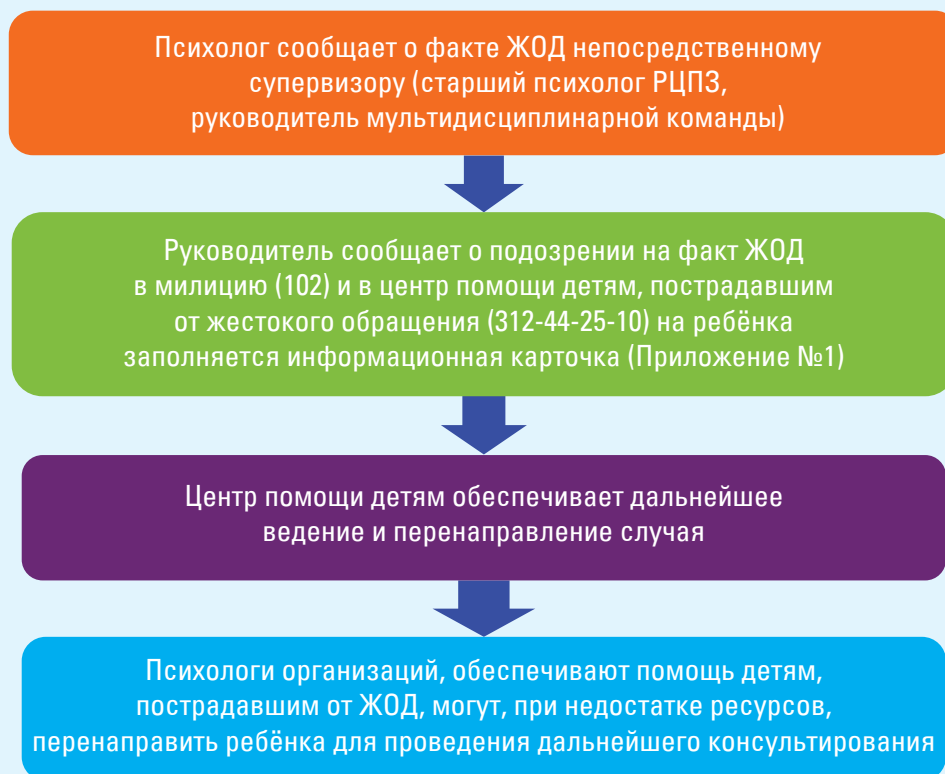 Психолог сообщает о факте ЖОД непосредственному
супервизору (старший психолог РЦПЗ,
руководитель мультидисциплинарной команды)
Руководитель сообщает о подозрении на факт ЖОД
в милицию (102) и в центр помощи детям, пострадавшим
от жестокого обращения (312-44-25-10) на ребёнка
заполняется информационная карточка (Приложение №1)
Центр помощи детям обеспечивает дальнейшее
ведение и перенаправление случая
Психологи организаций, обеспечивают помощь детям,
пострадавшим от ЖОД, могут, при недостатке ресурсов,
перенаправить ребёнка для проведения дальнейшего консультирования